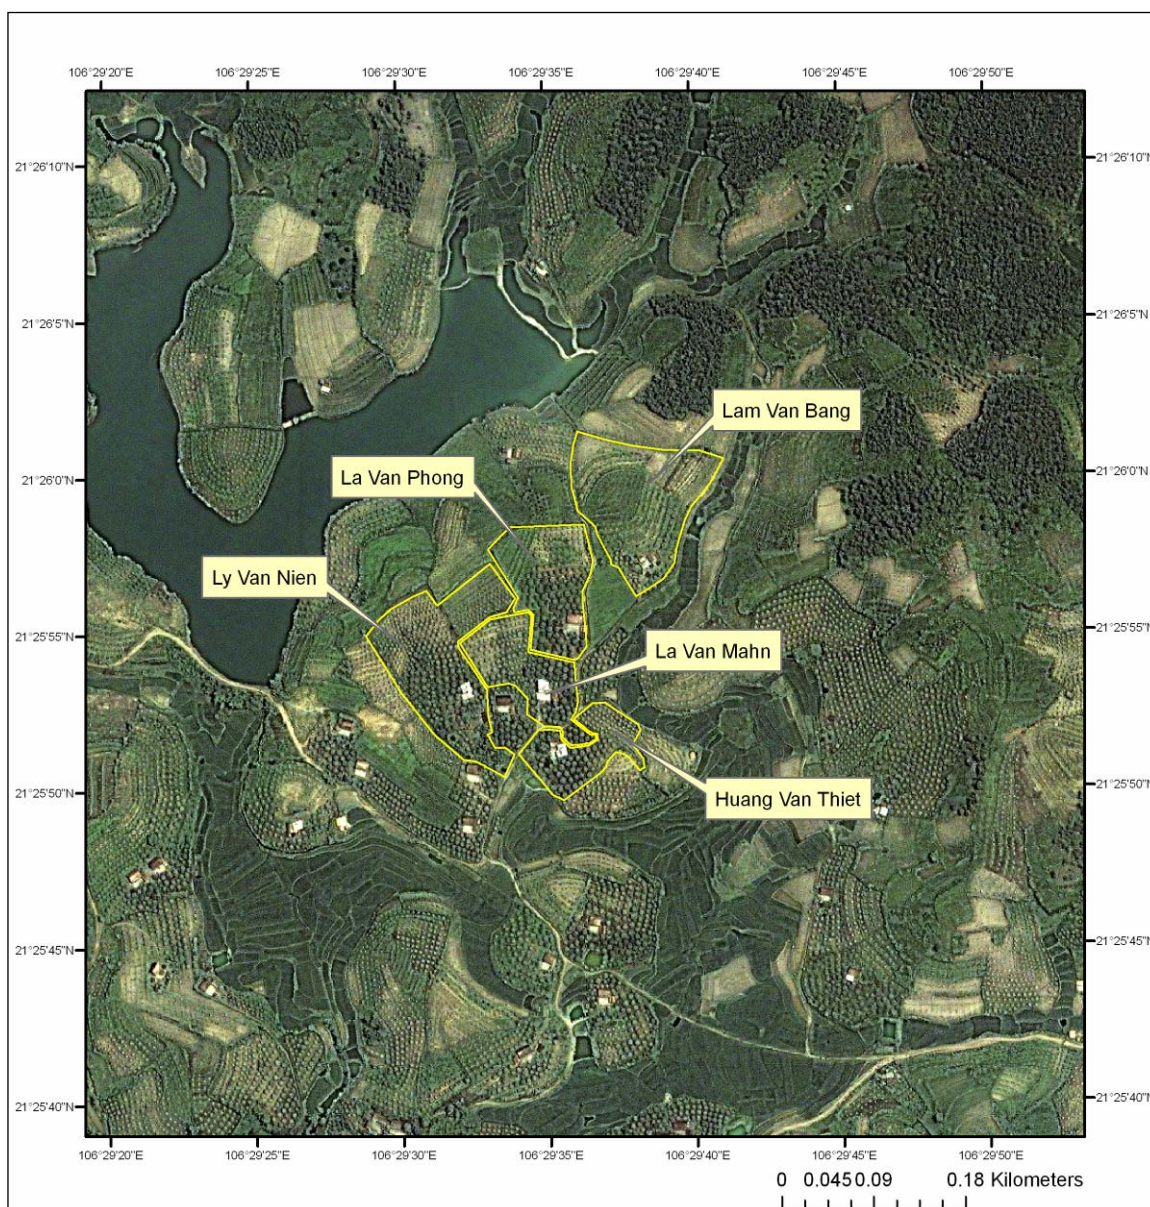 106°29'20"E 106°29'25"E 106°29'30"E 106°29'35"E 106°29'40"E 106°29'45"E 106°29'50"E
21°26'10"N 21°26'10"N
21°26'5"N 21°26'5"N
Lam Van Bang
21°26'0"N 21°26'0"N
La Van Phong
Ly Van Nien
21°25'55"N 21°25'55"N
La Van Mahn
21°25'50"N 21°25'50"N
Huang Van Thiet
21°25'45"N 21°25'45"N
21°25'40"N 21°25'40"N
106°29'20"E 106°29'25"E 106°29'30"E 106°29'35"E 106°29'40"E 106°29'45"E 106°29'50"E
0 0.045 0.09 0.18 Kilometers